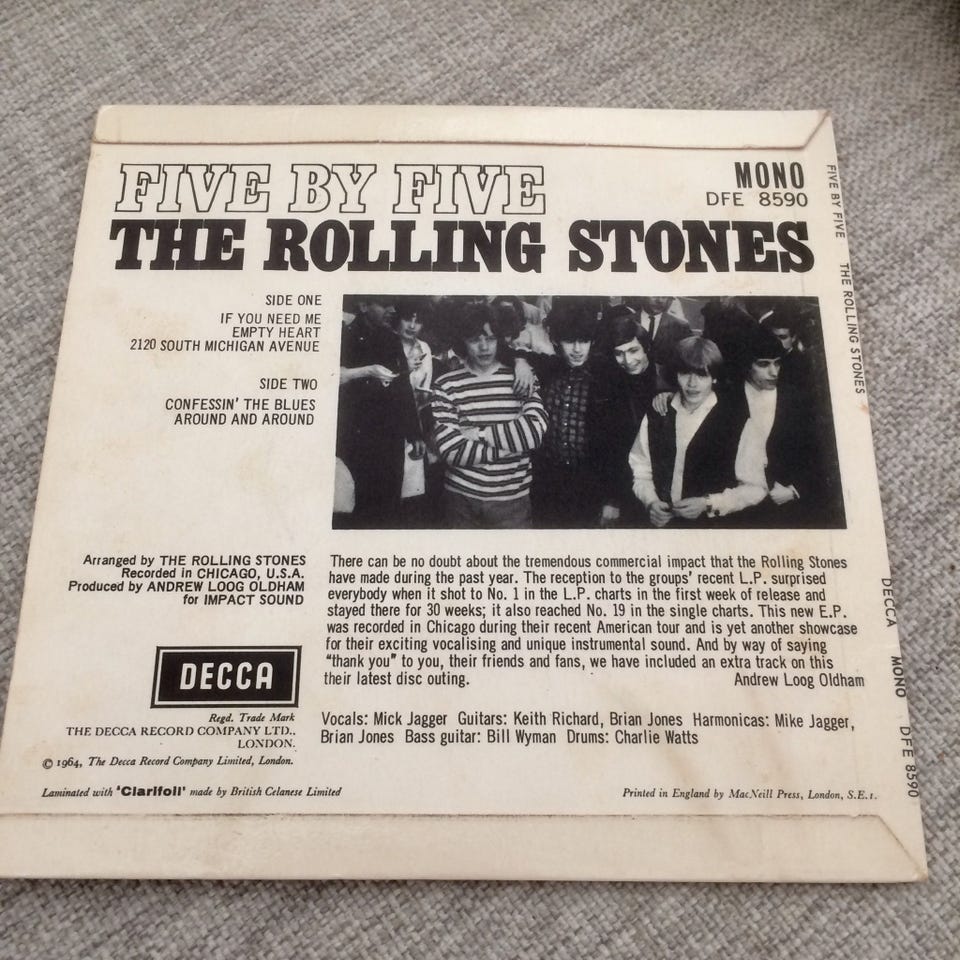 FIVE BY FIVE
MONO
DFE 8590
THE ROLLING STONES
SIDE ONE
IF YOU NEED ME
EMPTY HEART
2120 SOUTH MICHIGAN AVENUE
SIDE TWO
CONFESSIN' THE BLUES
AROUND AND AROUND
Arranged by THE ROLLING STONES
Recorded in CHICAGO, U.S.A.
Produced by ANDREW LOOG OLDHAM
for IMPACT SOUND
There can be no doubt about the tremendous commercial impact that the Rolling Stones
have made during the past year. The reception to the groups' recent L.P. surprised
everybody when it shot to No. 1 in the L.P. charts in the first week of release and
stayed there for 30 weeks; it also reached No. 19 in the single charts. This new E.P.
was recorded in Chicago during their recent American tour and is yet another showcase
for their exciting vocalising and unique instrumental sound. And by way of saying
"thank you" to you, their friends and fans, we have included an extra track on this
their latest disc outing. Andrew Loog Oldham
Vocals: Mick Jagger Guitars: Keith Richard, Brian Jones Harmonicas: Mike Jagger,
Brian Jones Bass guitar: Bill Wyman Drums: Charlie Watts
DECCA
Regd. Trade Mark
THE DECCA RECORD COMPANY LTD.,
LONDON.
© 1964, The Decca Record Company Limited, London.
Laminated with 'Clarifoil' made by British Celanese Limited
Printed in England by MacNeill Press, London, S.E.1.
FIVE BY FIVE THE ROLLING STONES DECCA MONO DFE 8590